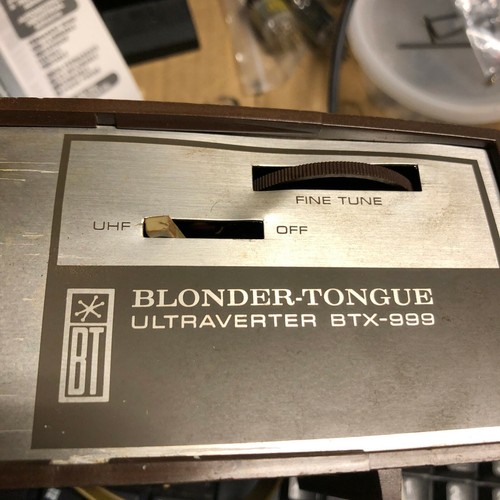 FINE TUNE
UHF OFF
BLONDER-TONGUE
ULTRAVERTER BTX-999
BT